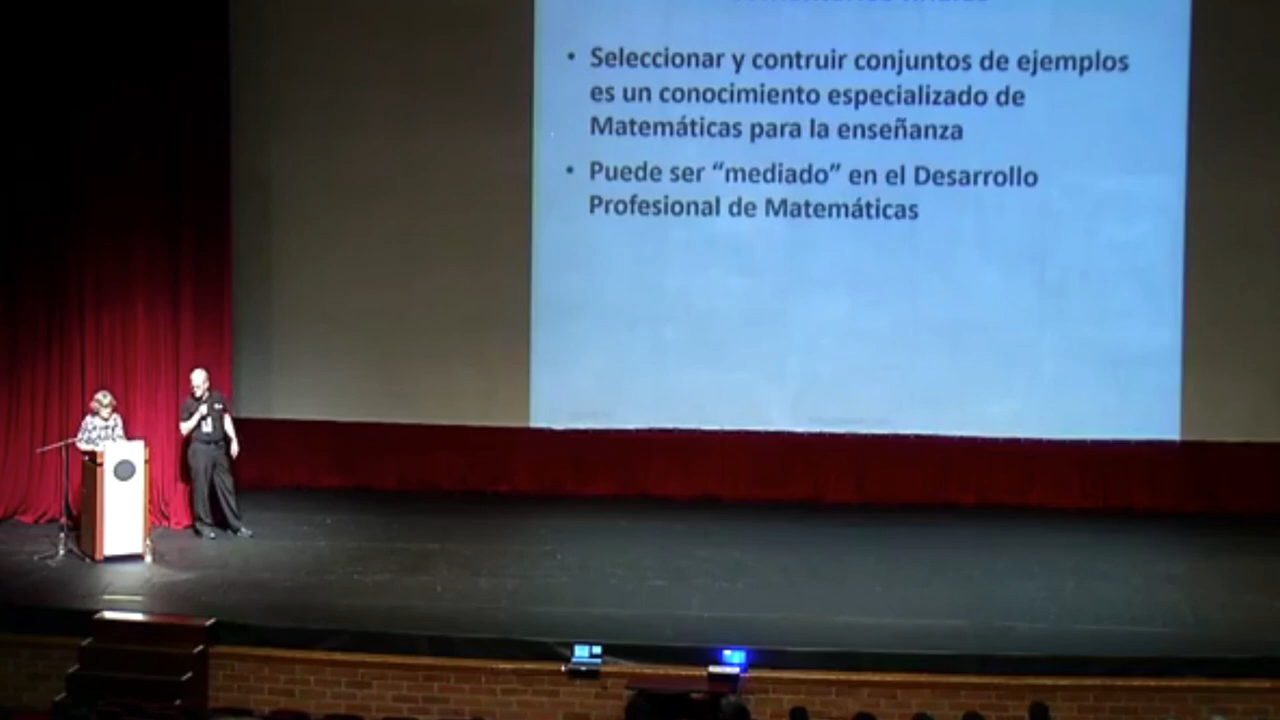 • Seleccionar y contruir conjuntos de ejemplos
es un conocimiento especializado de
Matemáticas para la enseñanza
• Puede ser “mediado” en el Desarrollo
Profesional de Matemáticas